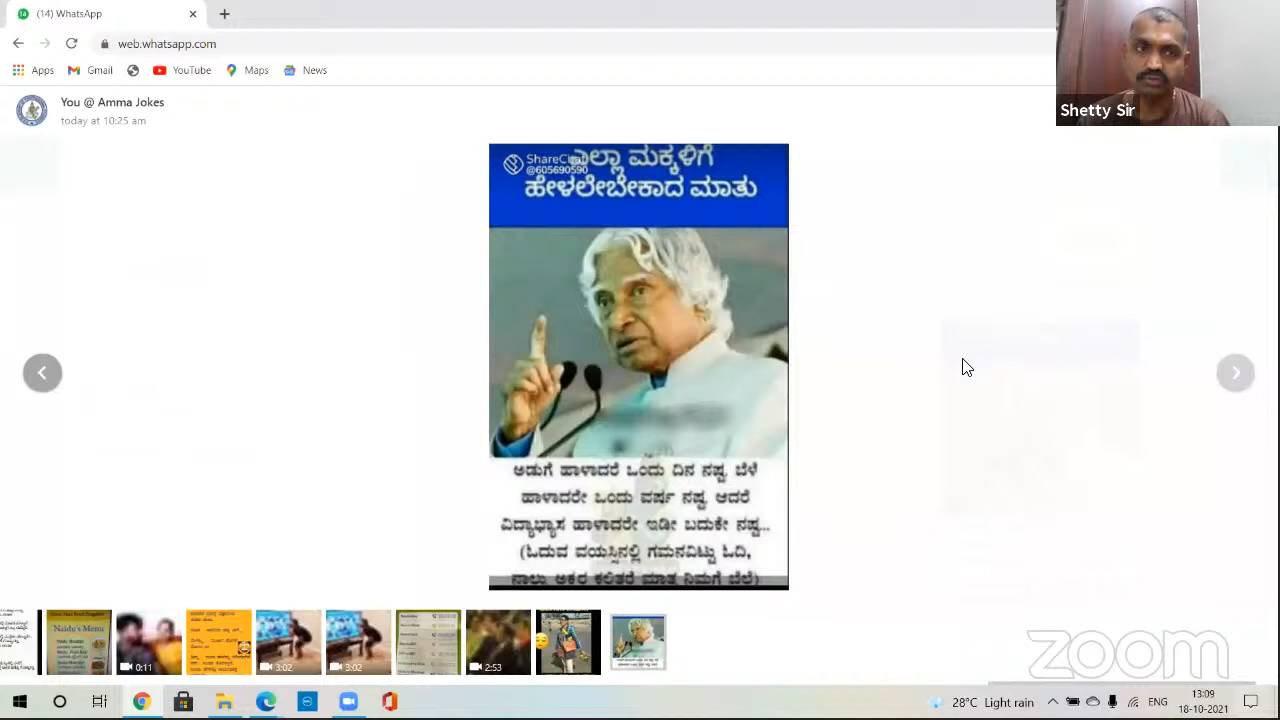 (14) WhatsApp
web.whatsapp.com
Apps Gmail YouTube Maps News
You @ Amma Jokes
today at 10:25 am
Shetty Sir
ShareChat
@605690590
ಎಲ್ಲಾ ಮಕ್ಕಳಿಗೆ
ಹೇಳಲೇಬೇಕಾದ ಮಾತು
ಅಡುಗೆ ಹಾಳಾದರೆ ಒಂದು ದಿನ ನಷ್ಟ ಬೆಳೆ
ಹಾಳಾದರೇ ಒಂದು ವರ್ಷ ನಷ್ಟ ಆದರೆ
ವಿದ್ಯಾಭ್ಯಾಸ ಹಾಳಾದರೇ ಇಡೀ ಬದುಕೇ ನಷ್ಟ...
(ಓದುವ ವಯಸ್ಸಿನಲ್ಲಿ ಗಮನವಿಟ್ಟು ಓದಿ,
ನಾಲ್ಕು ಅಕ್ಷರ ಕಲಿತರೆ ಮಾತ್ರ ನಿಮಗೆ ಬೆಲೆ)
Naidu's Menu
0:11
3:02
3:02
2:53
zoom
28°C Light rain
ENG
13:09
18-10-2021